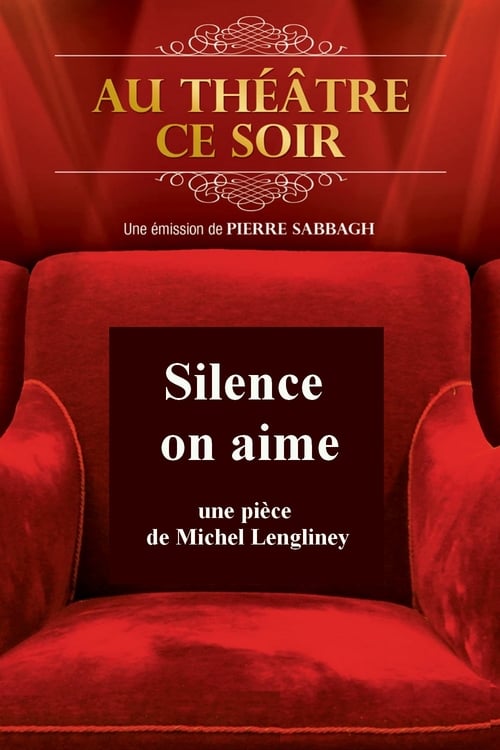 AU THÉÂTRE
CE SOIR
Une émission de PIERRE SABBAGH
Silence
on aime
une pièce
de Michel Lengliney